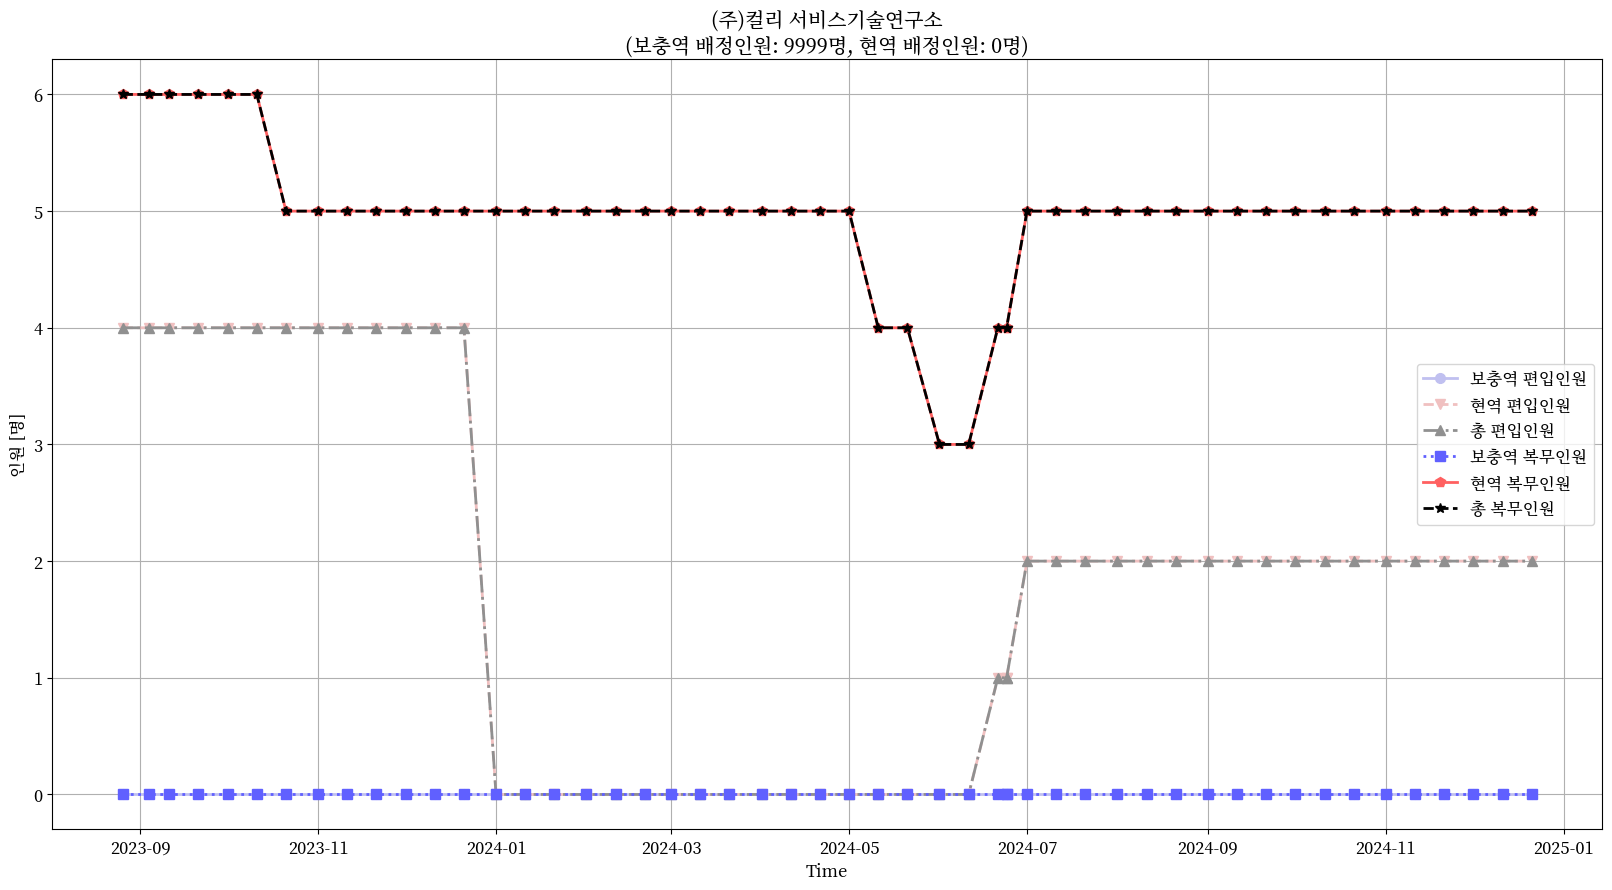 (주)컬리 서비스기술연구소
(보충역 배정인원: 9999명, 현역 배정인원: 0명)
6
5
4
3
2
1
0
인원 [명]
보충역 편입인원
현역 편입인원
총 편입인원
보충역 복무인원
현역 복무인원
총 복무인원
2023-09 2023-11 2024-01 2024-03 2024-05 2024-07 2024-09 2024-11 2025-01
Time